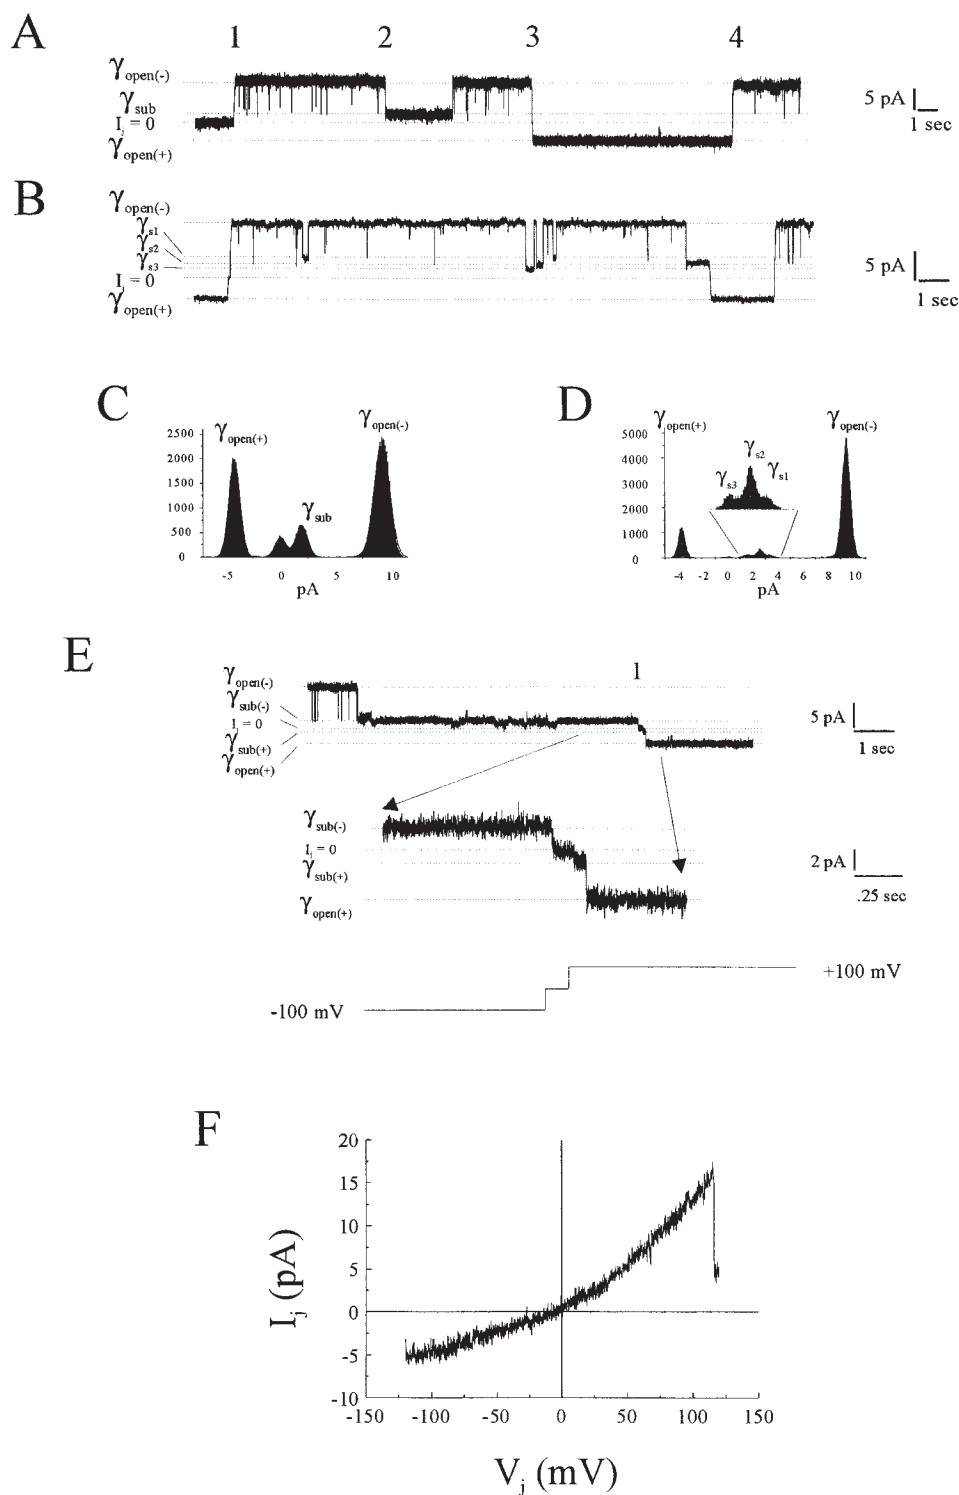 A
1 2 3 4
γopen(-)
γsub
Ij = 0
γopen(+)
5 pA
1 sec
B
γopen(-)
γs1
γs2
γs3
Ij = 0
γopen(+)
5 pA
1 sec
C
γopen(+)
γopen(-)
γsub
2500
2000
1500
1000
500
0
-5 0 5 10
pA
D
γopen(+)
γopen(-)
γs2
γs3
γs1
5000
4000
3000
2000
1000
0
-4 -2 0 2 4 6 8 10
pA
E
1
γopen(-)
γsub(-)
Ij = 0
γsub(+)
γopen(+)
5 pA
1 sec
γsub(-)
Ij = 0
γsub(+)
γopen(+)
2 pA
.25 sec
+100 mV
-100 mV
F
20
15
10
5
0
-5
-10
Ij (pA)
-150 -100 -50 0 50 100 150
Vj (mV)